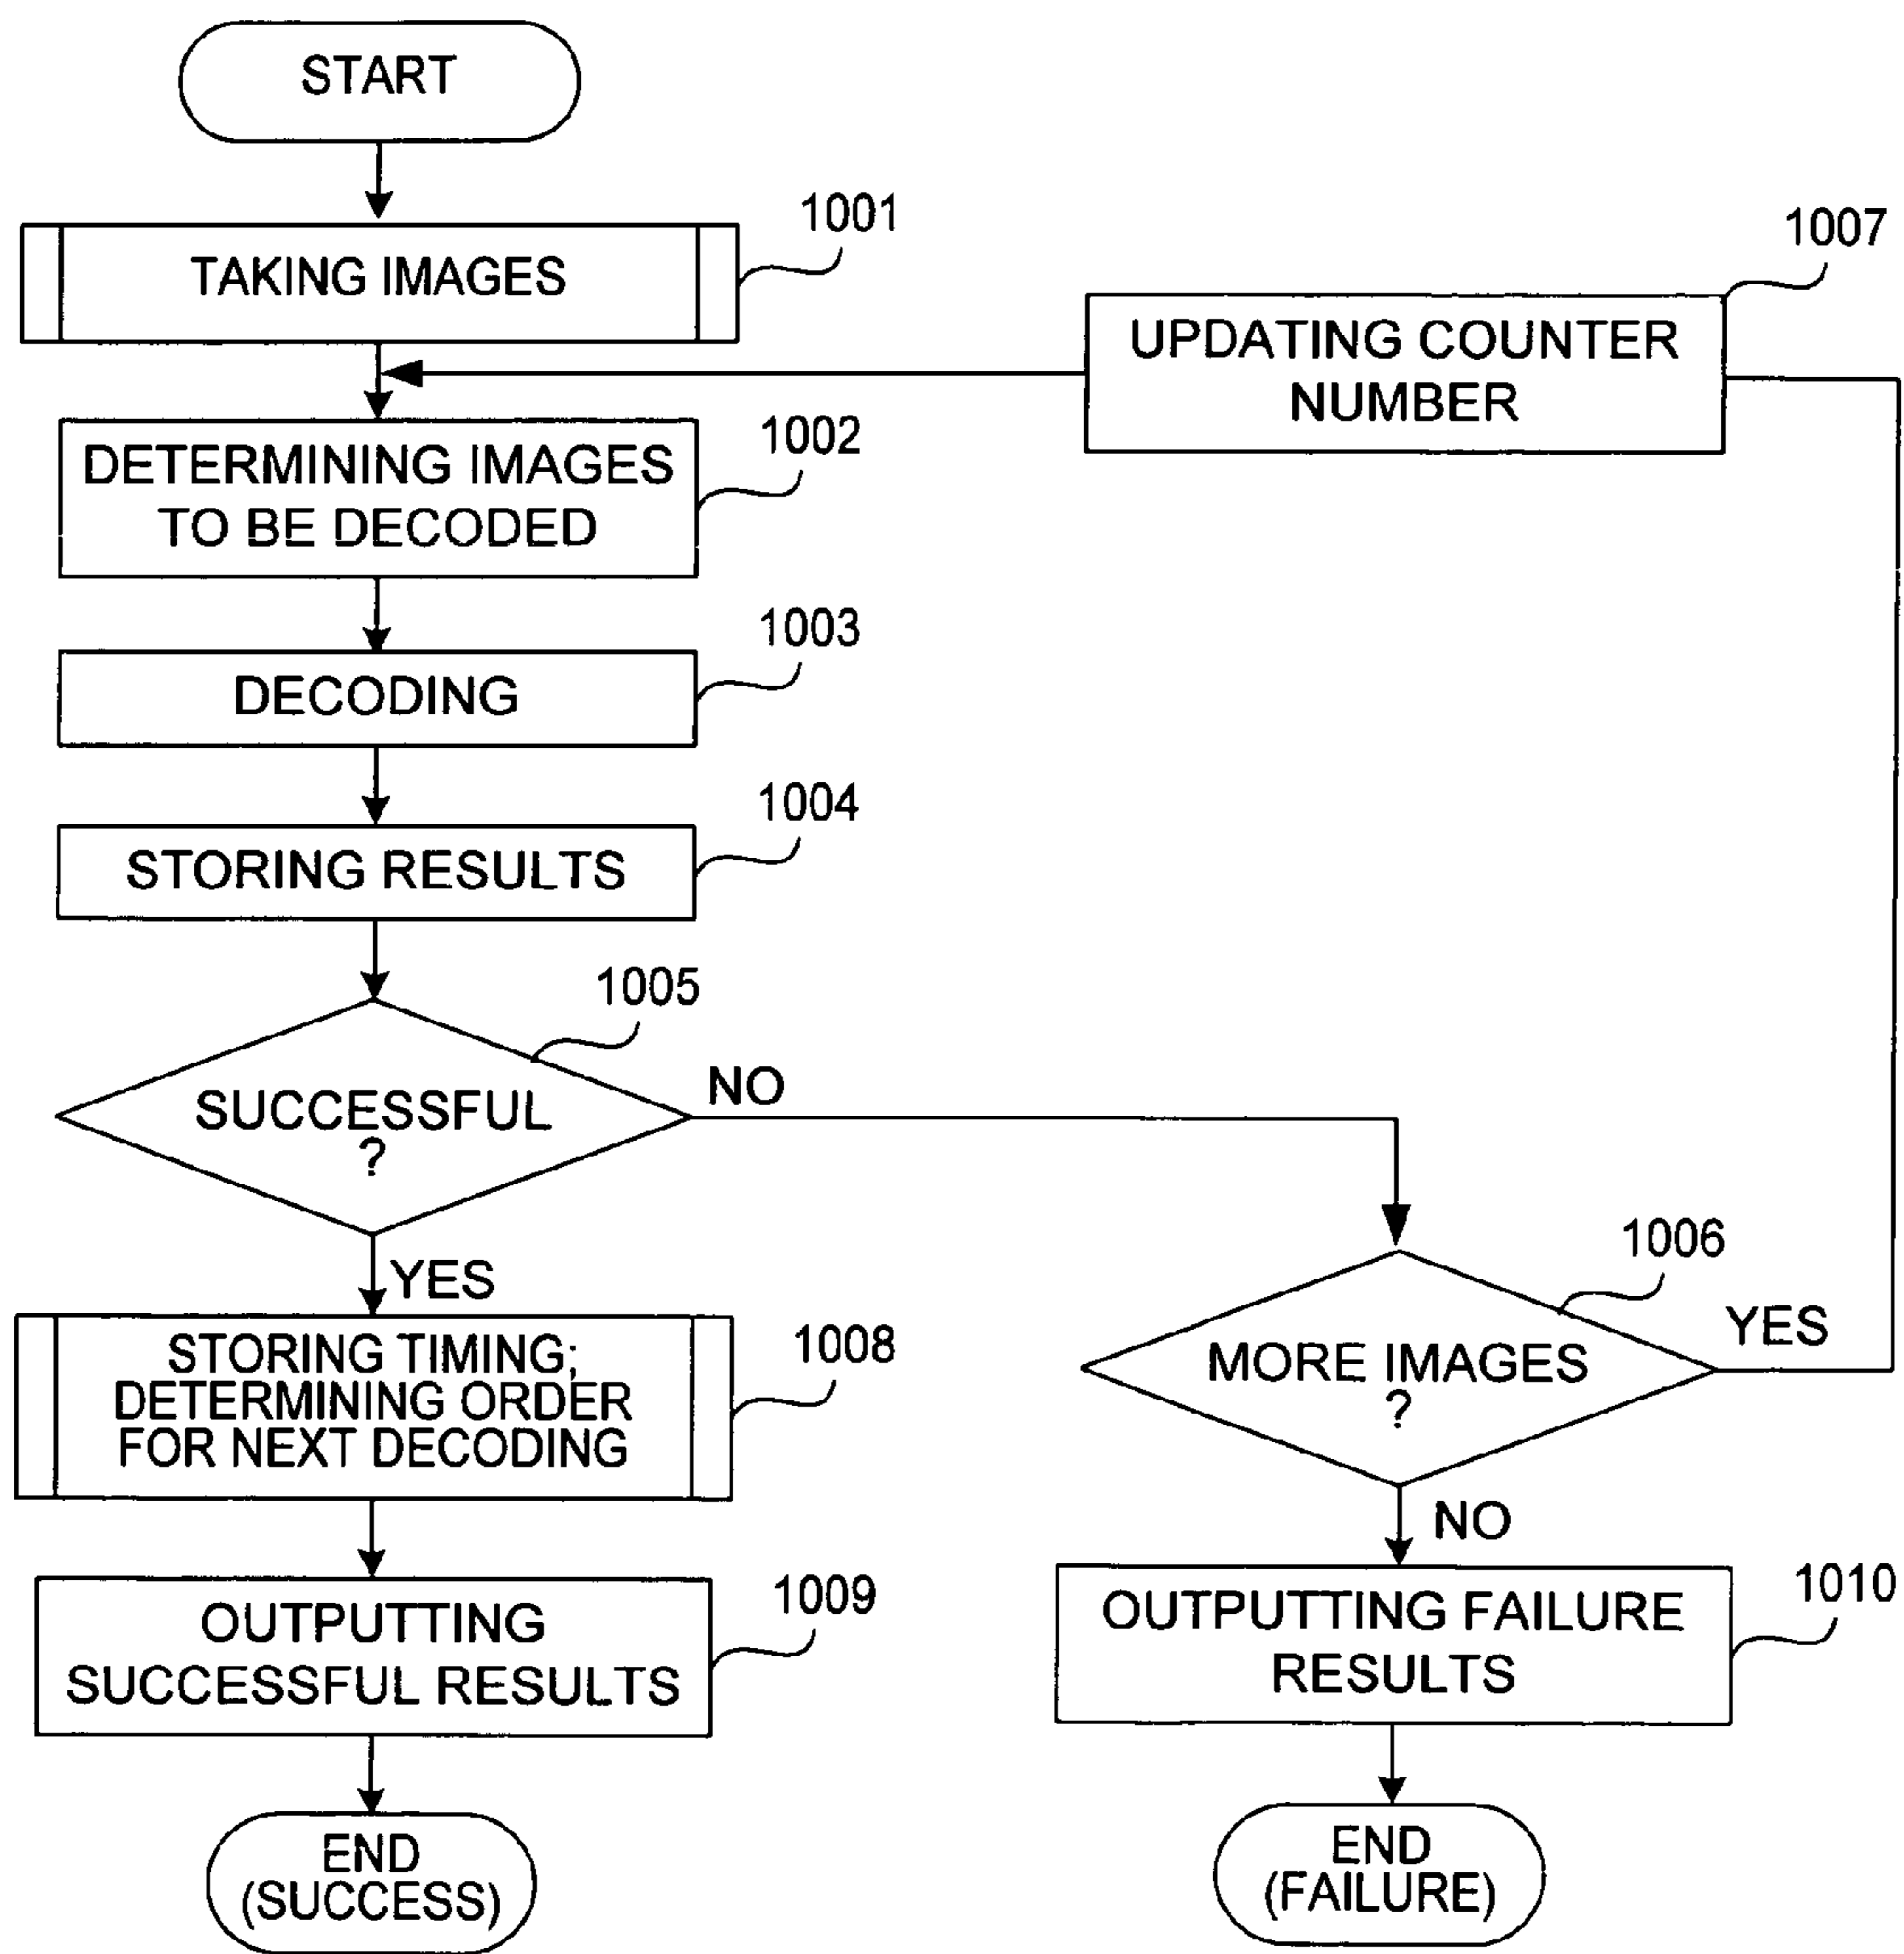 START
1001
TAKING IMAGES
1007
UPDATING COUNTER
NUMBER
1002
DETERMINING IMAGES
TO BE DECODED
1003
DECODING
1004
STORING RESULTS
1005
SUCCESSFUL
?
NO
YES
1006
MORE IMAGES
?
YES
NO
1008
STORING TIMING;
DETERMINING ORDER
FOR NEXT DECODING
1009
OUTPUTTING
SUCCESSFUL RESULTS
1010
OUTPUTTING FAILURE
RESULTS
END
(SUCCESS)
END
(FAILURE)